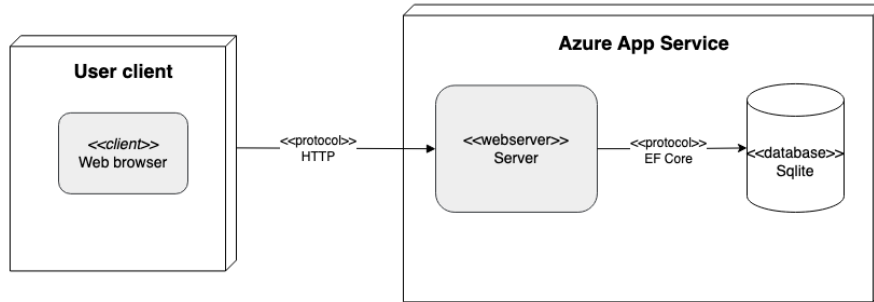 User client
<<client>>
Web browser
<<protocol>>
HTTP
Azure App Service
<<webserver>>
Server
<<protocol>>
EF Core
<<database>>
Sqlite